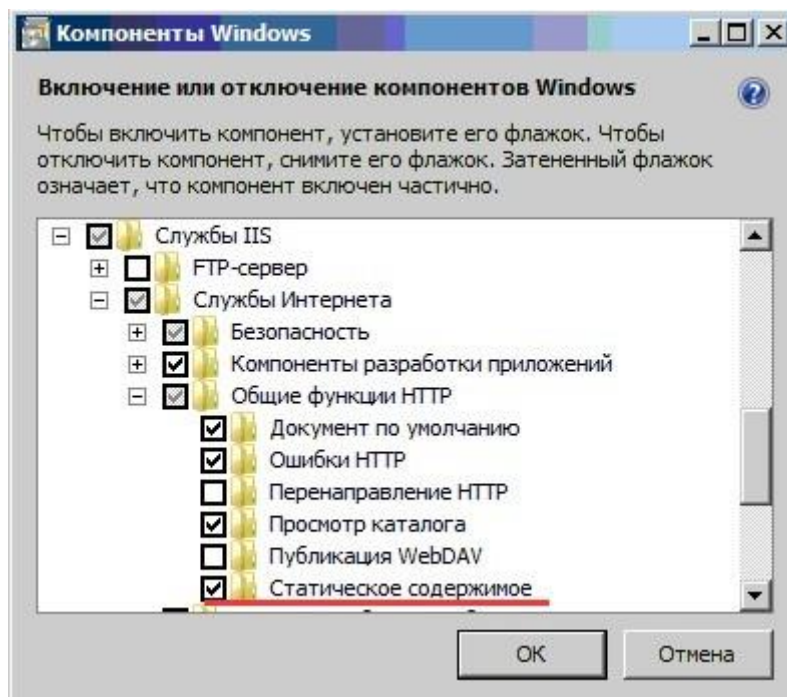 Компоненты Windows
Включение или отключение компонентов Windows
Чтобы включить компонент, установите его флажок. Чтобы
отключить компонент, снимите его флажок. Затененный флажок
означает, что компонент включен частично.
Службы IIS
FTP-сервер
Службы Интернета
Безопасность
Компоненты разработки приложений
Общие функции HTTP
Документ по умолчанию
Ошибки HTTP
Перенаправление HTTP
Просмотр каталога
Публикация WebDAV
Статическое содержимое
OK
Отмена